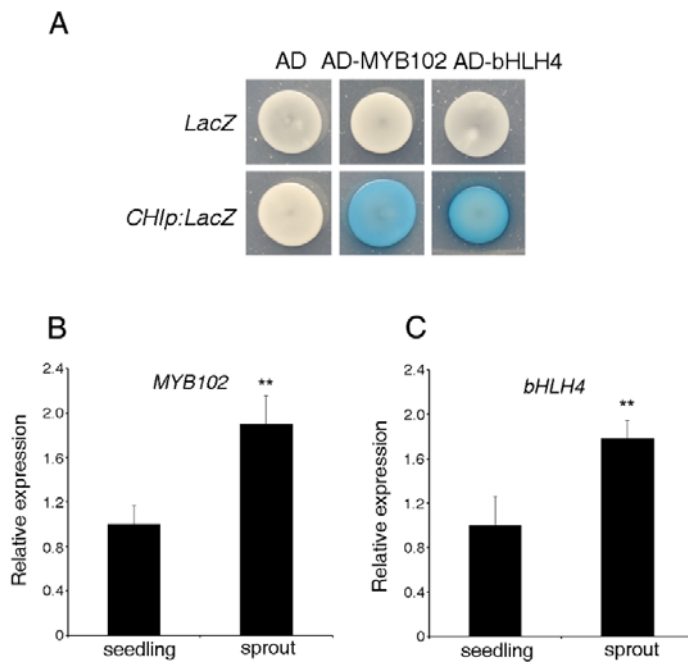 A
AD AD-MYB102 AD-bHLH4
LacZ
CHIp:LacZ
B
MYB102 **
Relative expression
2.4
2.0
1.6
1.2
0.8
0.4
0
seedling sprout
C
bHLH4
**
Relative expression
2.4
2.0
1.6
1.2
0.8
0.4
0
seedling sprout